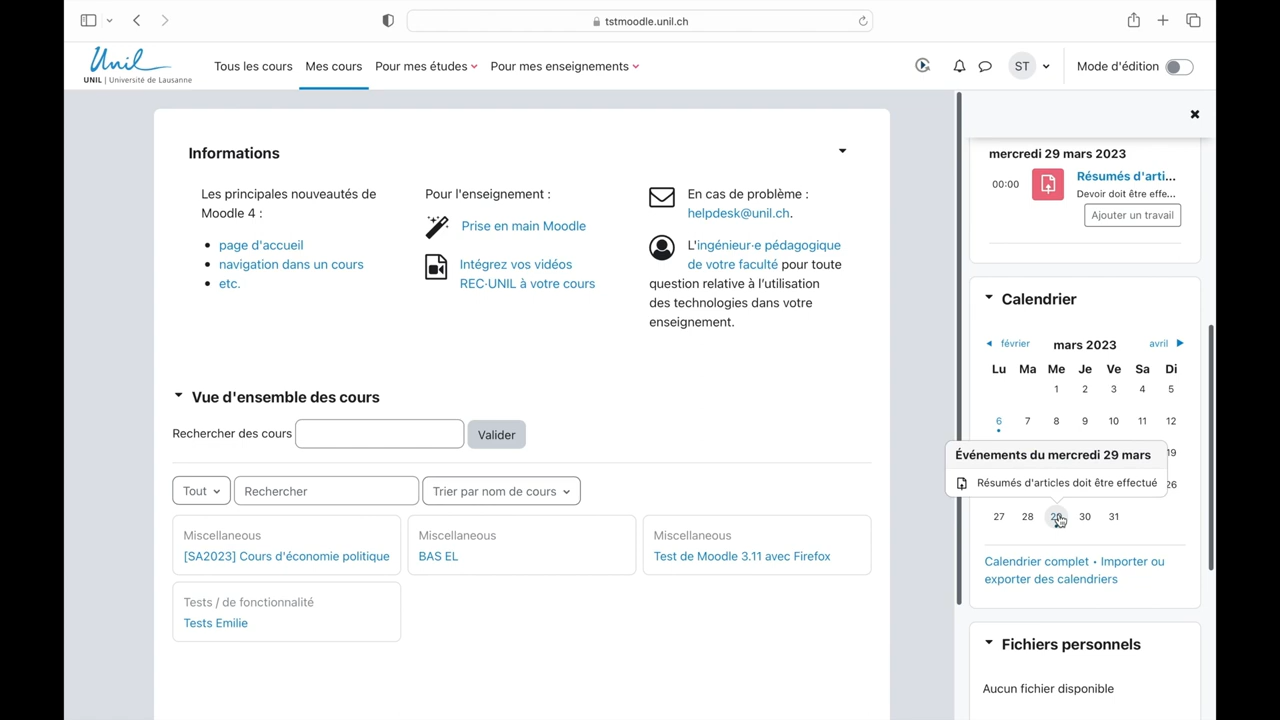 tstmoodle.unil.ch
Unil
UNIL | Université de Lausanne
Tous les cours
Mes cours
Pour mes études
Pour mes enseignements
ST
Mode d'édition
Informations
Les principales nouveautés de
Moodle 4 :
page d'accueil
navigation dans un cours
etc.
Pour l'enseignement :
Prise en main Moodle
Intégrez vos vidéos
REC·UNIL à votre cours
En cas de problème :
helpdesk@unil.ch.
L'ingénieur·e pédagogique
de votre faculté pour toute
question relative à l'utilisation
des technologies dans votre
enseignement.
Vue d'ensemble des cours
Rechercher des cours
Valider
Tout
Rechercher
Trier par nom de cours
Miscellaneous
[SA2023] Cours d'économie politique
Miscellaneous
BAS EL
Miscellaneous
Test de Moodle 3.11 avec Firefox
Tests / de fonctionnalité
Tests Emilie
mercredi 29 mars 2023
00:00
Résumés d'arti...
Devoir doit être effe...
Ajouter un travail
Calendrier
février mars 2023 avril
Lu Ma Me Je Ve Sa Di
1 2 3 4 5
6 7 8 9 10 11 12
19
26
Événements du mercredi 29 mars
Résumés d'articles doit être effectué
27 28 29 30 31
Calendrier complet • Importer ou
exporter des calendriers
Fichiers personnels
Aucun fichier disponible